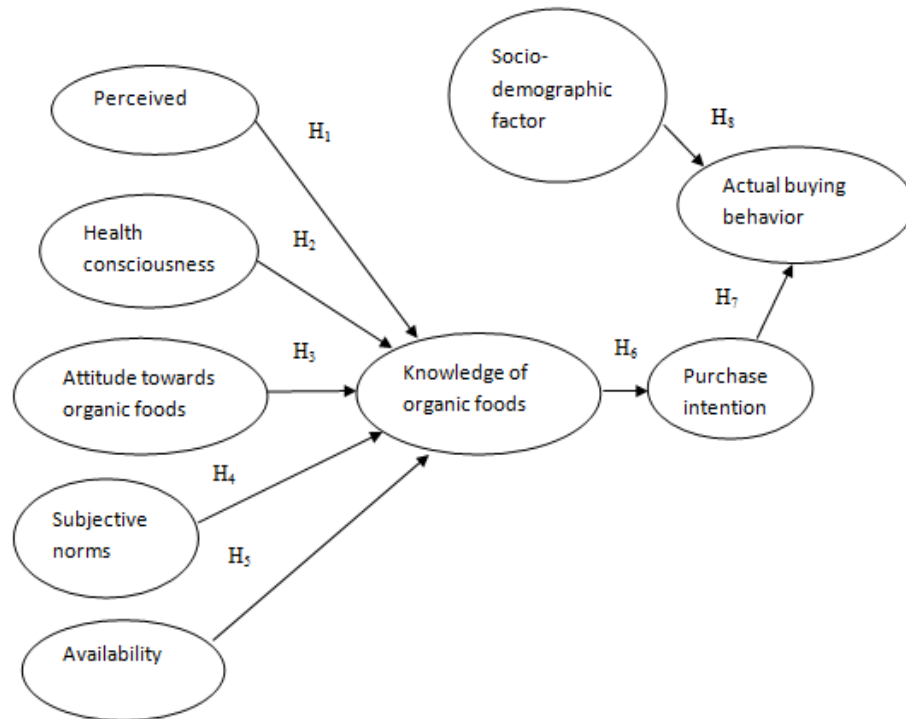 Perceived
H₁
Health
consciousness
H₂
Attitude towards
organic foods
H₃
Subjective
norms
H₄
Availability
H₅
Knowledge of
organic foods
H₆
Purchase
intention
H₇
Socio-
demographic
factor
H₈
Actual buying
behavior